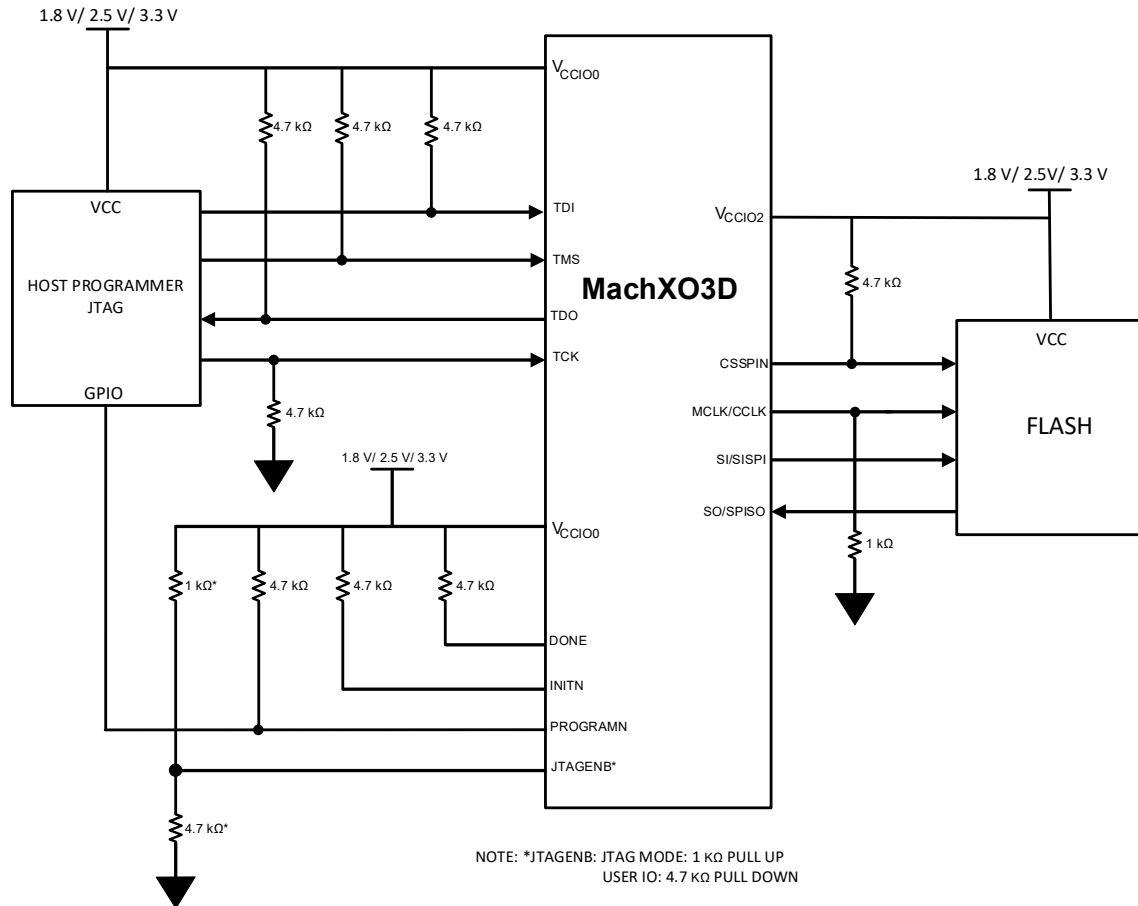 1.8 V/ 2.5 V/ 3.3 V
VCCIO0
4.7 kΩ
4.7 kΩ
4.7 kΩ
VCC
HOST PROGRAMMER
JTAG
GPIO
TDI
TMS
TDO
TCK
4.7 kΩ
MachXO3D
1.8 V/ 2.5V/ 3.3 V
VCCIO2
4.7 kΩ
CSSPIN
MCLK/CCLK
SI/SISPI
SO/SPISO
VCC
FLASH
1 kΩ
1.8 V/ 2.5 V/ 3.3 V
VCCIO0
1 kΩ*
4.7 kΩ
4.7 kΩ
4.7 kΩ
DONE
INITN
PROGRAMN
JTAGENB*
4.7 kΩ*
NOTE: *JTAGENB: JTAG MODE: 1 KΩ PULL UP
USER IO: 4.7 KΩ PULL DOWN